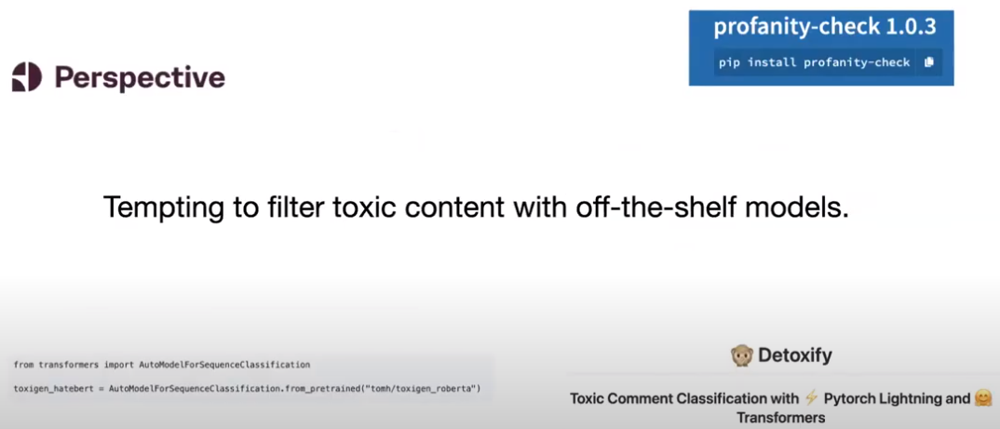 profanity-check 1.0.3
pip install profanity-check
Perspective
Tempting to filter toxic content with off-the-shelf models.
from transformers import AutoModelForSequenceClassification
toxigen_hatebert = AutoModelForSequenceClassification.from_pretrained("tomh/toxigen_roberta")
🐵 Detoxify
Toxic Comment Classification with ⚡ Pytorch Lightning and 🤗
Transformers